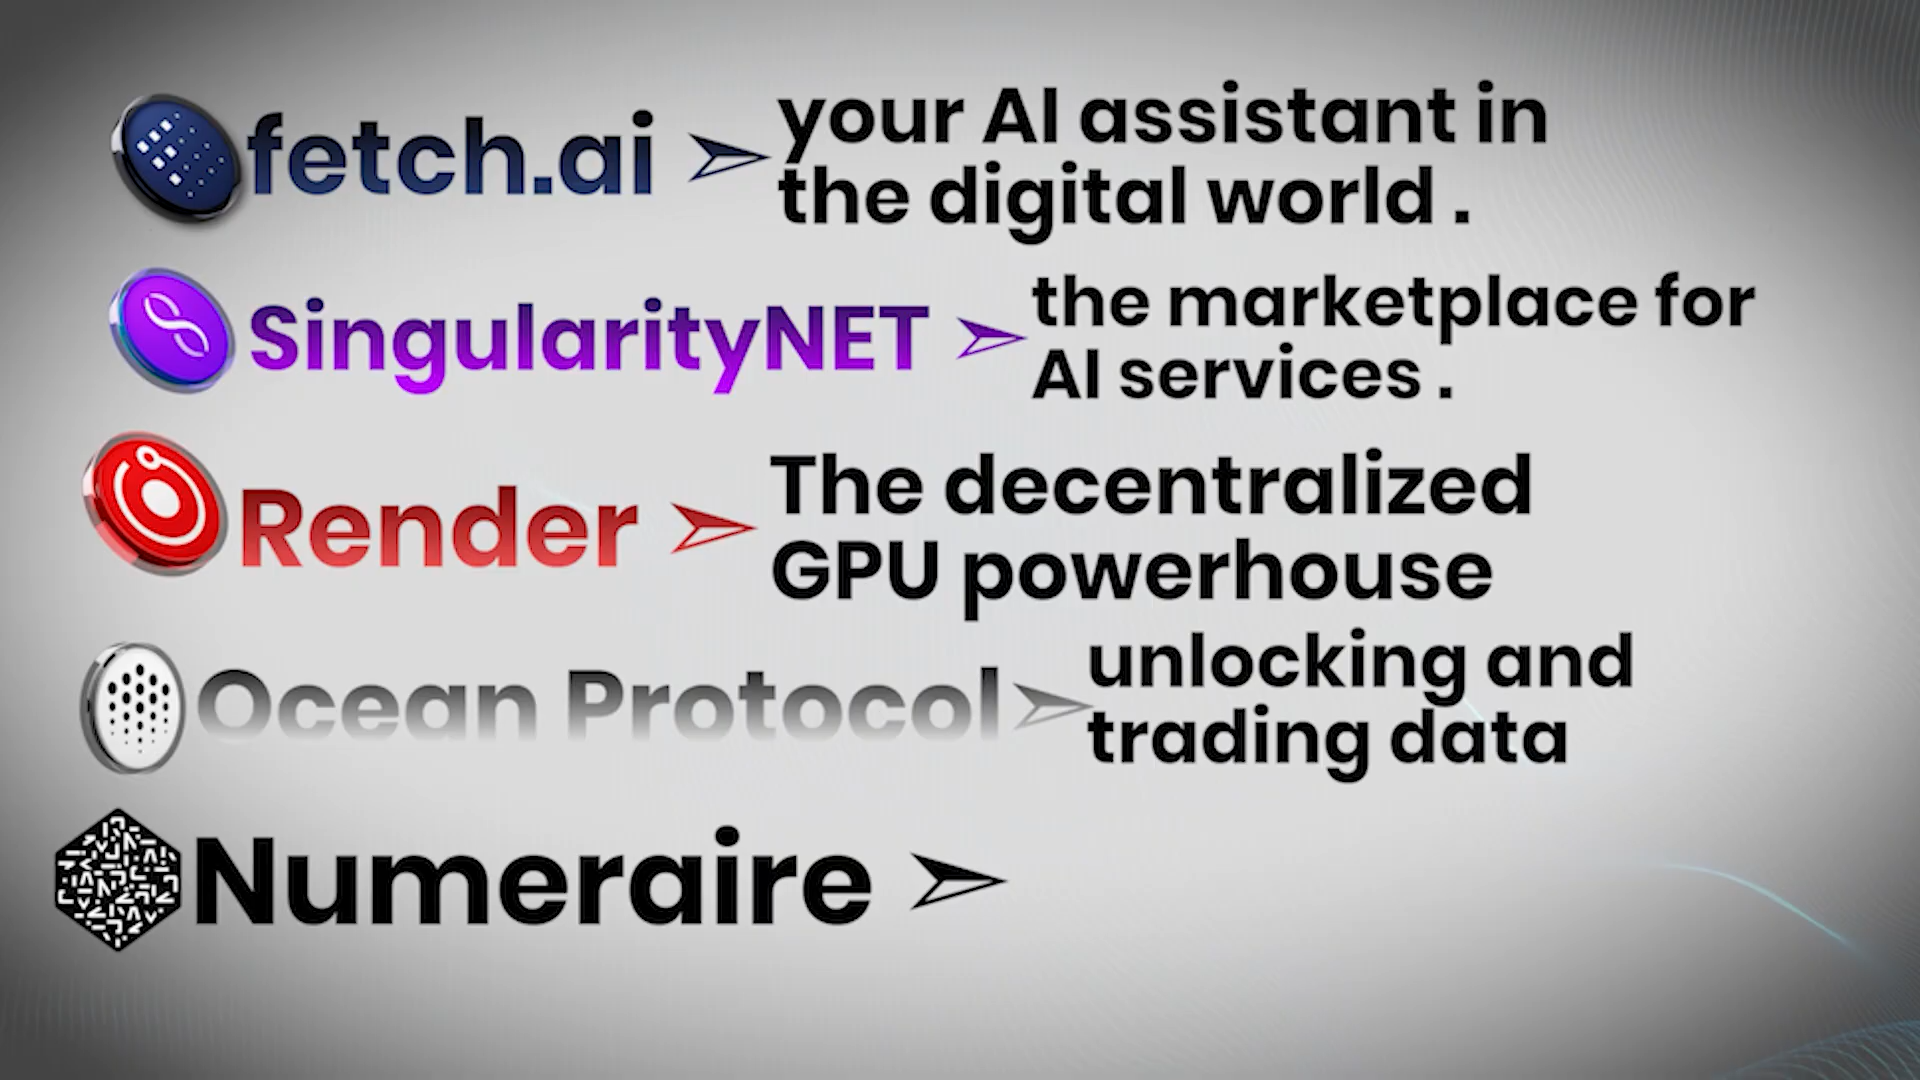 fetch.ai
your AI assistant in
the digital world .
SingularityNET
the marketplace for
AI services .
Render
The decentralized
GPU powerhouse
Ocean Protocol
unlocking and
trading data
Numeraire